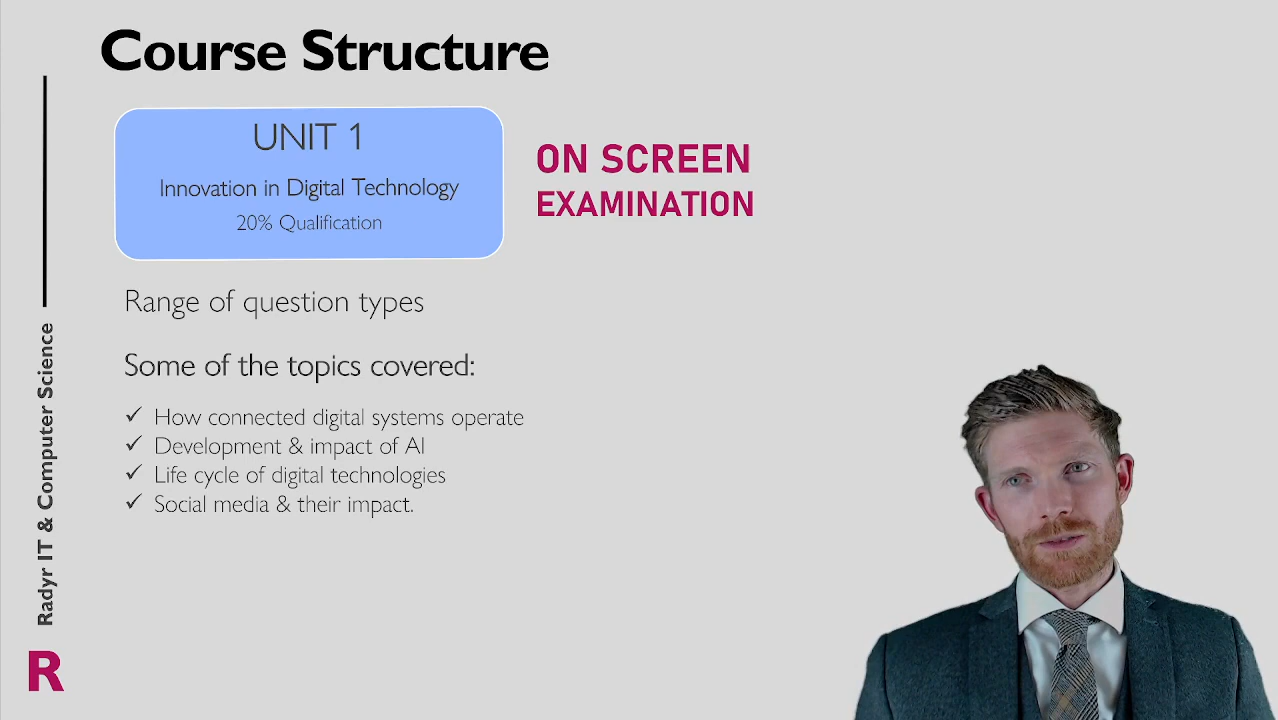 Course Structure
UNIT 1
Innovation in Digital Technology
20% Qualification
ON SCREEN
EXAMINATION
Range of question types
Some of the topics covered:
✓ How connected digital systems operate
✓ Development & impact of AI
✓ Life cycle of digital technologies
✓ Social media & their impact.
Radyr IT & Computer Science
R